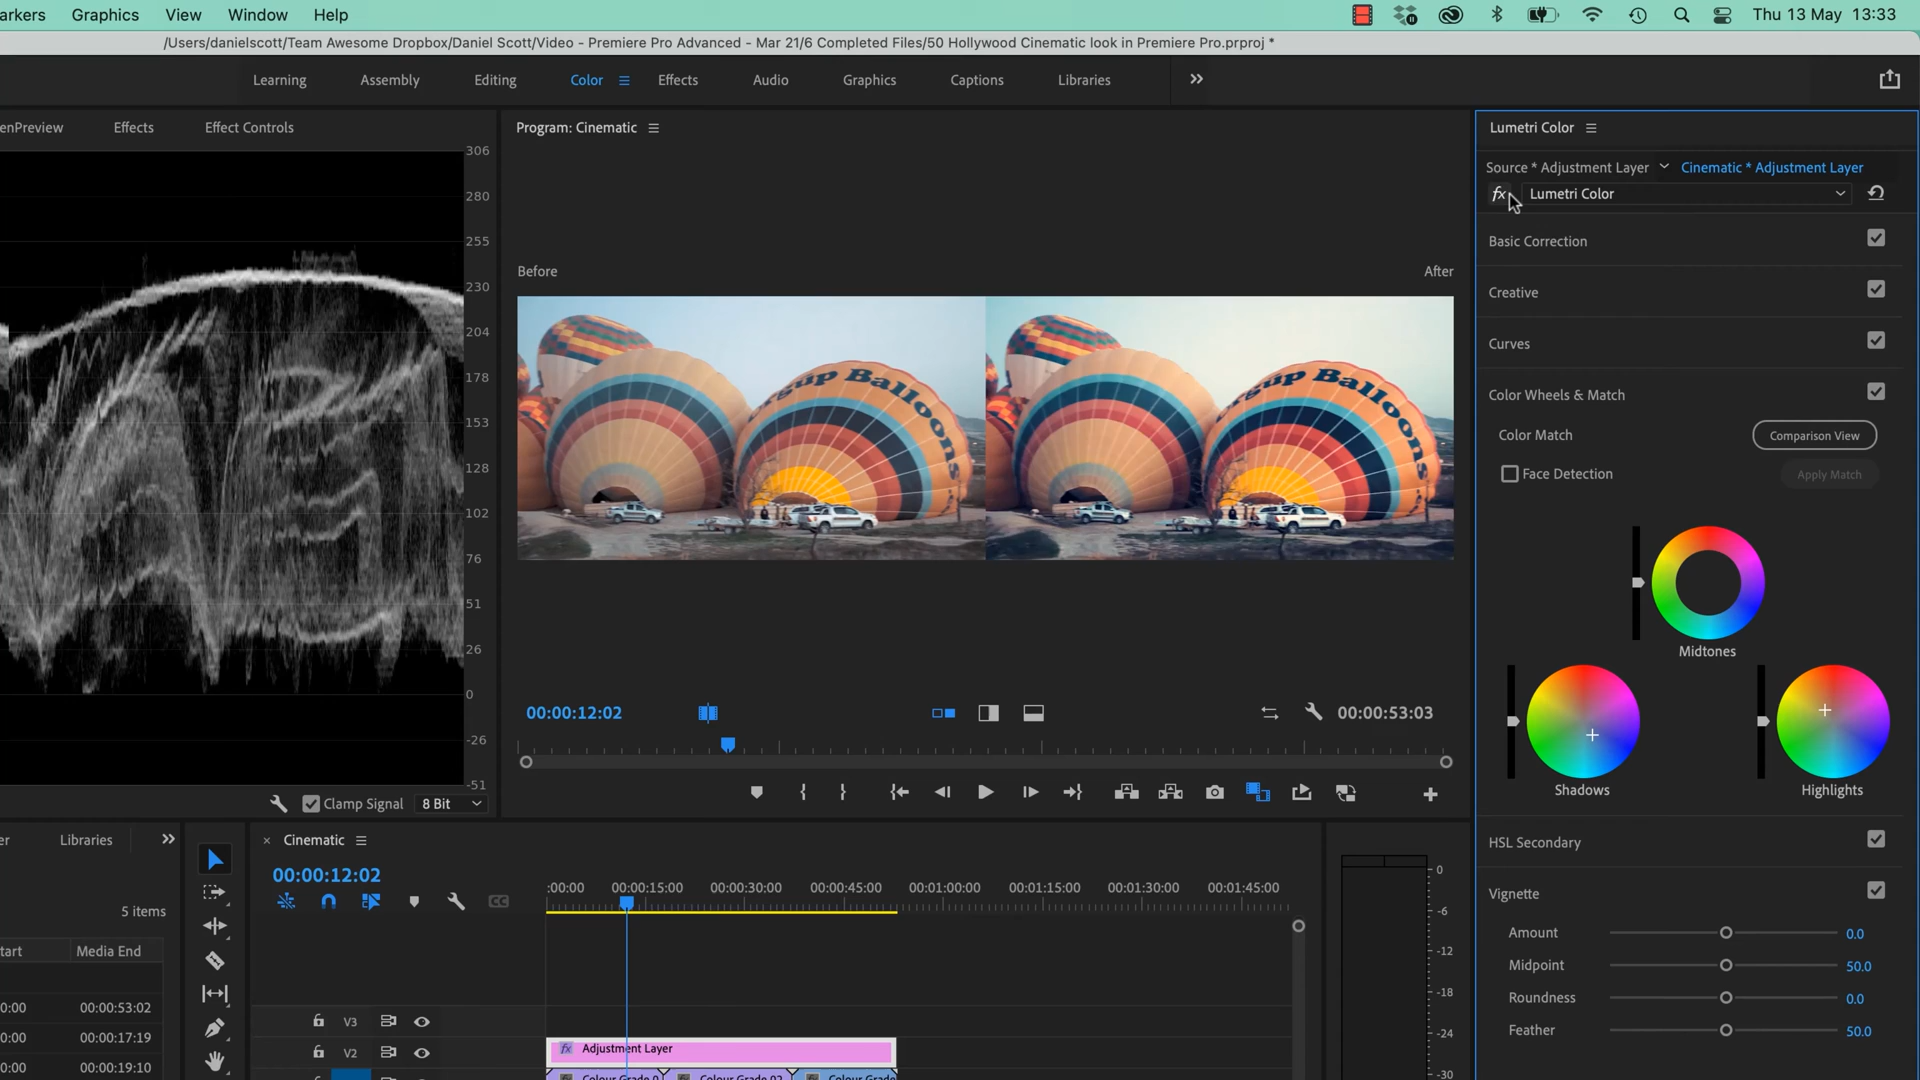 arkers Graphics View Window Help Thu 13 May 13:33
/Users/danielscott/Team Awesome Dropbox/Daniel Scott/Video - Premiere Pro Advanced - Mar 21/6 Completed Files/50 Hollywood Cinematic look in Premiere Pro.prproj *
Learning Assembly Editing Color Effects Audio Graphics Captions Libraries
enPreview Effects Effect Controls
Program: Cinematic
Lumetri Color
Source * Adjustment Layer Cinematic * Adjustment Layer
fx Lumetri Color
306
280
255
230
204
178
153
128
102
76
51
26
0
-26
-51
Clamp Signal 8 Bit
Before After
rsup Balloons
rsup Balloons
00:00:12:02 00:00:53:03
Basic Correction
Creative
Curves
Color Wheels & Match
Color Match Comparison View
Face Detection Apply Match
Midtones
Shadows Highlights
HSL Secondary
Vignette
Amount 0.0
Midpoint 50.0
Roundness 0.0
Feather 50.0
er Libraries
5 items
tart Media End
0:00 00:00:53:02
0:00 00:00:17:19
0:00 00:00:19:10
× Cinematic
00:00:12:02
CC
:00:00 00:00:15:00 00:00:30:00 00:00:45:00 00:01:00:00 00:01:15:00 00:01:30:00 00:01:45:00
V3
V2 fx Adjustment Layer
Colour Grade 0 Colour Grade 02 Colour Grade
0
-6
-12
-18
-24
-30